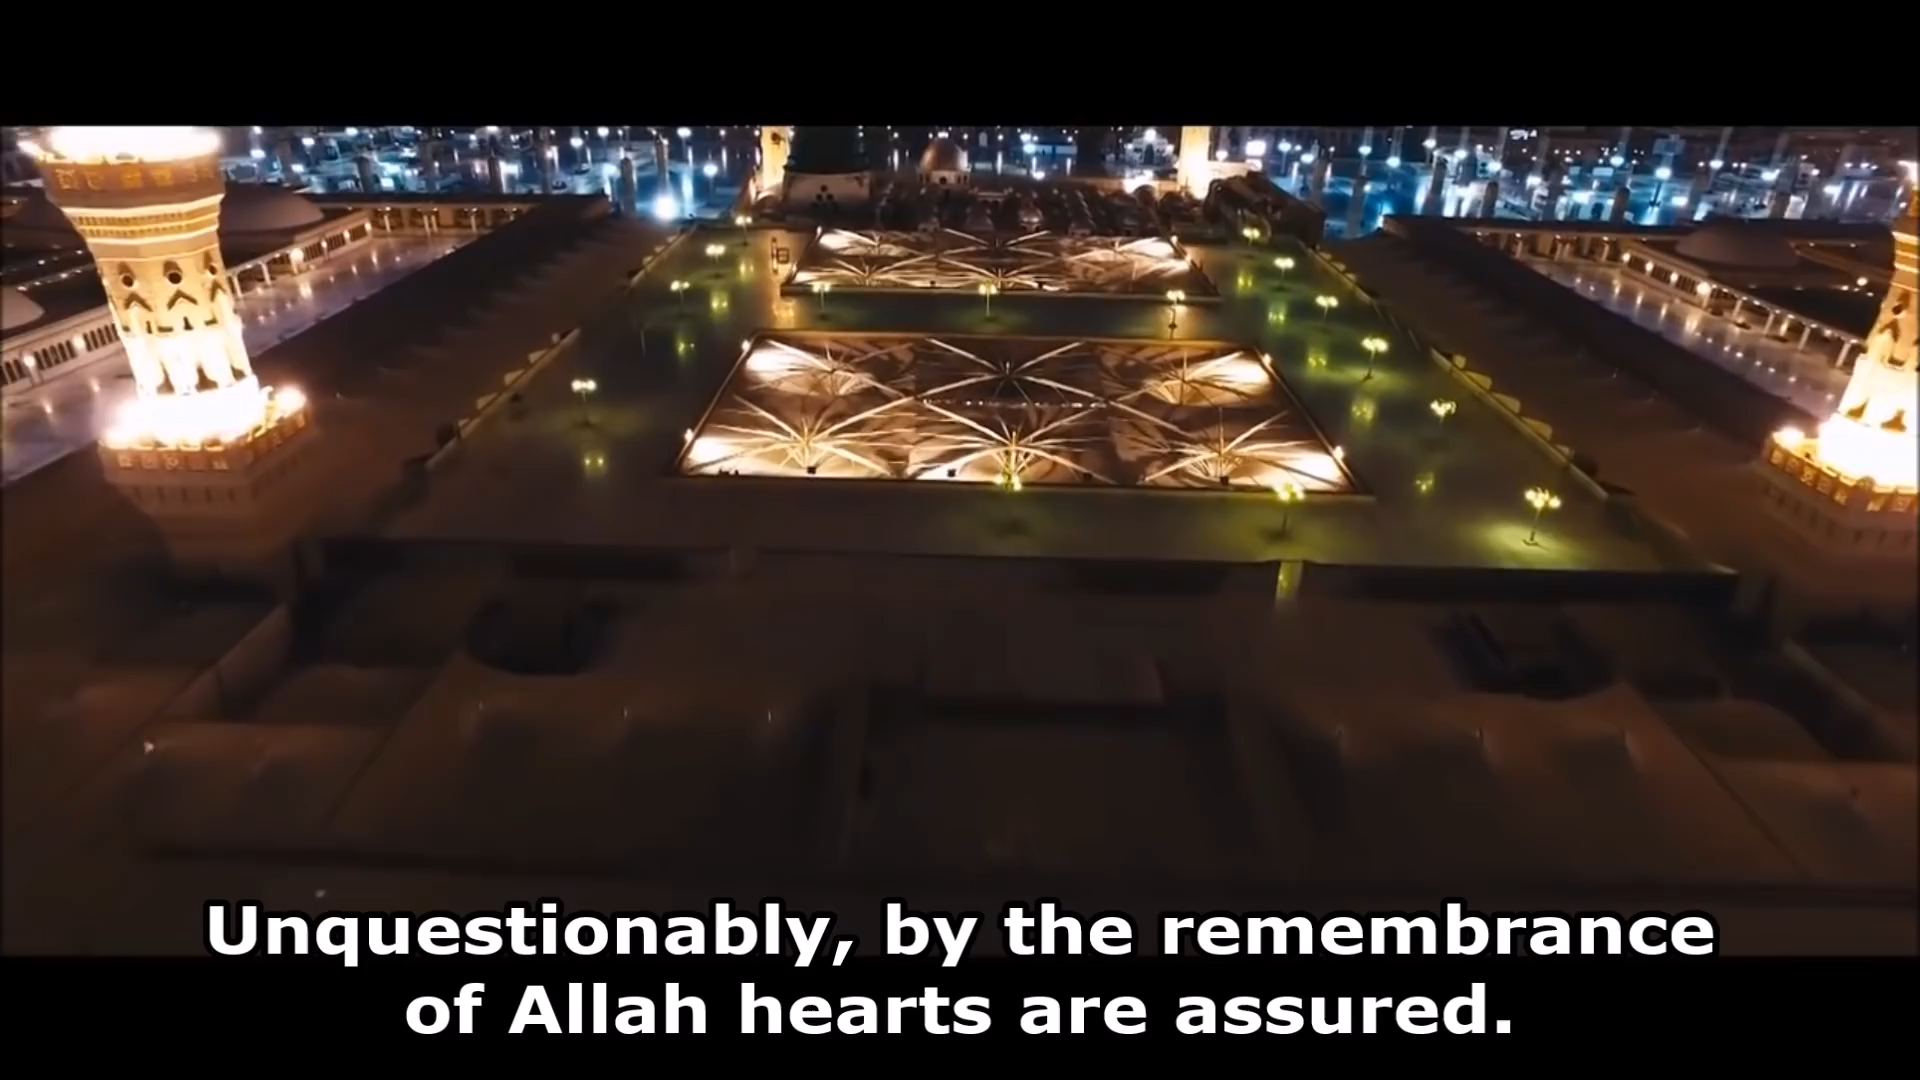 Unquestionably, by the remembrance
of Allah hearts are assured.